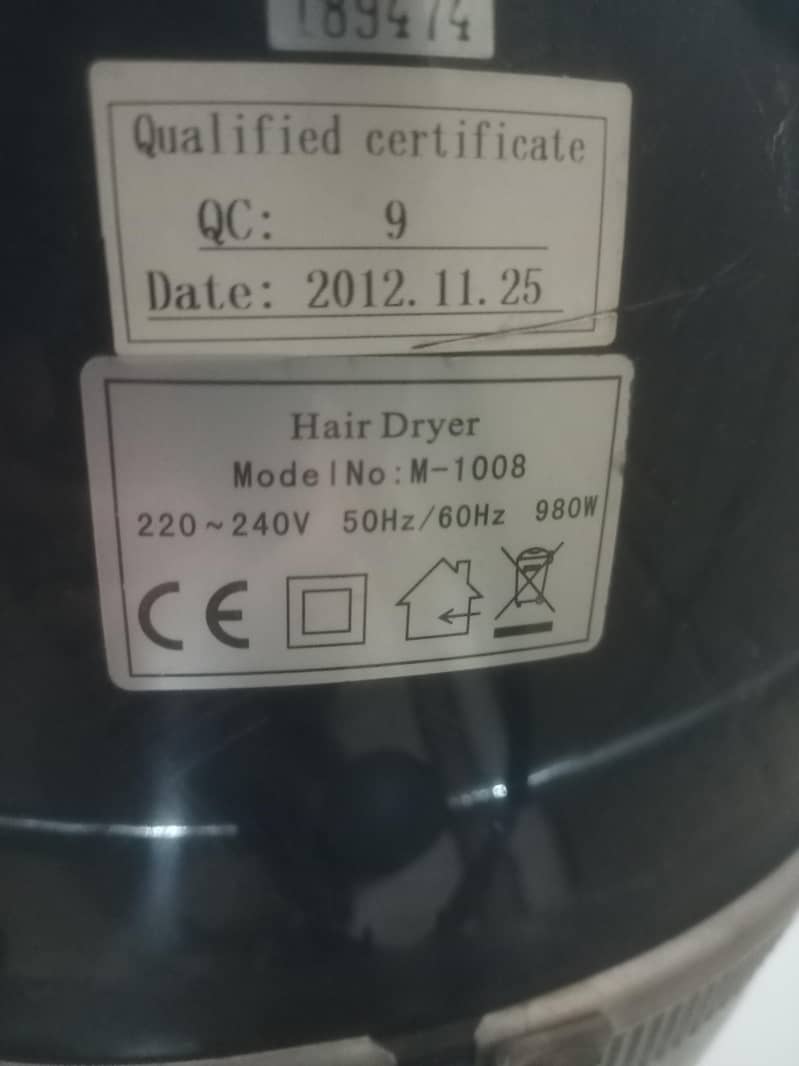 189474
Qualified certificate
QC: 9
Date: 2012.11.25
Hair Dryer
Model No:M-1008
220~240V 50Hz/60Hz 980W
CE